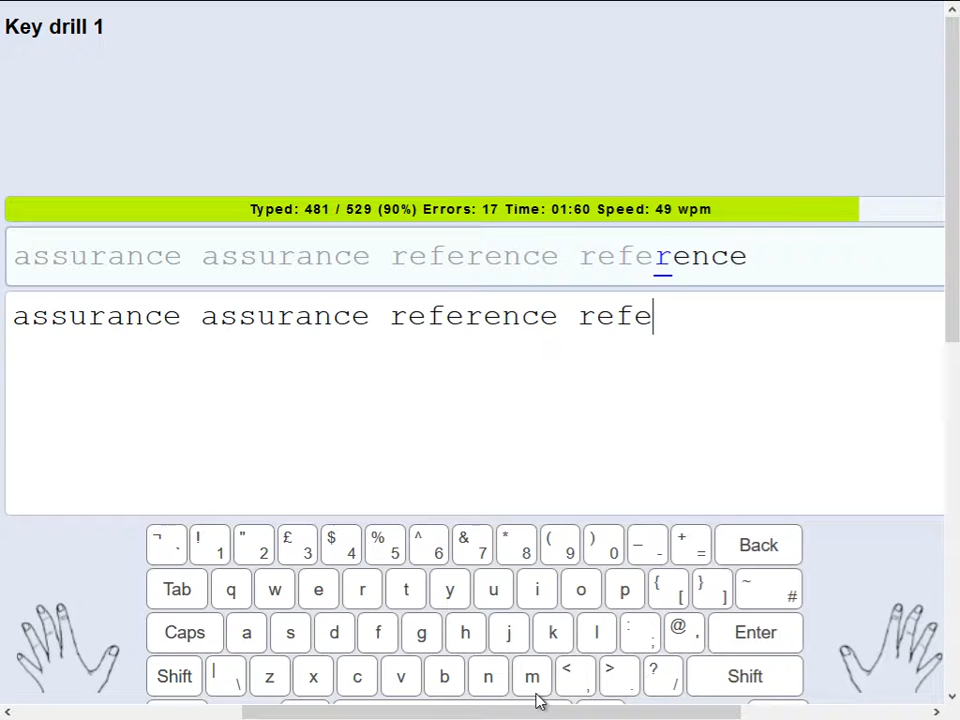 Key drill 1
Typed: 481 / 529 (90%) Errors: 17 Time: 01:60 Speed: 49 wpm
assurance assurance reference reference
assurance assurance reference refe
¬ ` ! 1 " 2 £ 3 $ 4 % 5 ^ 6 & 7 * 8 ( 9 ) 0 _ - + = Back
Tab q w e r t y u i o p { [ } ] ~ #
Caps a s d f g h j k l : ; @ ' Enter
Shift | \ z x c v b n m < , > . ? / Shift